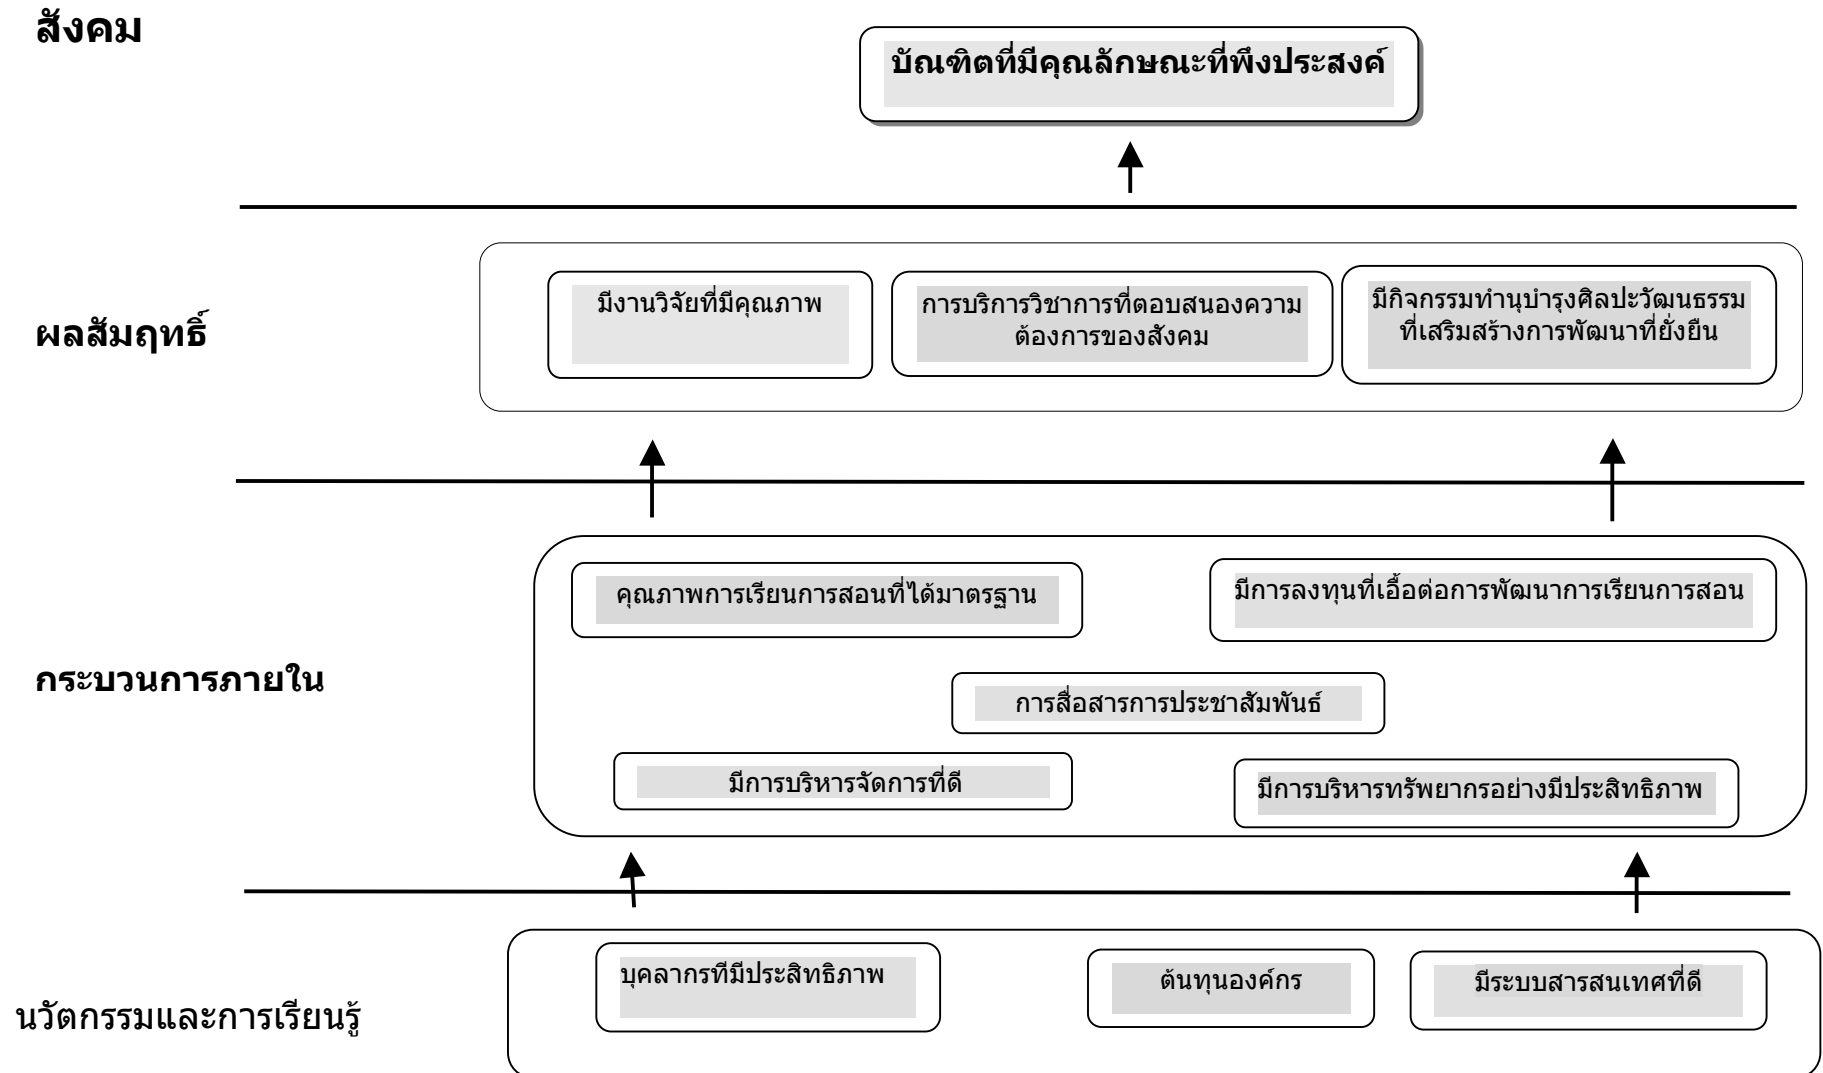 สังคม
บัณฑิตที่มีคุณลักษณะที่พึงประสงค์
ผลสัมฤทธิ์
มีงานวิจัยที่มีคุณภาพ
การบริการวิชาการที่ตอบสนองความ
ต้องการของสังคม
มีกิจกรรมทำนุบำรุงศิลปะวัฒนธรรม
ที่เสริมสร้างการพัฒนาที่ยั่งยืน
กระบวนการภายใน
คุณภาพการเรียนการสอนที่ได้มาตรฐาน
มีการลงทุนที่เอื้อต่อการพัฒนาการเรียนการสอน
การสื่อสารการประชาสัมพันธ์
มีการบริหารจัดการที่ดี
มีการบริหารทรัพยากรอย่างมีประสิทธิภาพ
นวัตกรรมและการเรียนรู้
บุคลากรทีมีประสิทธิภาพ
ต้นทุนองค์กร
มีระบบสารสนเทศที่ดี